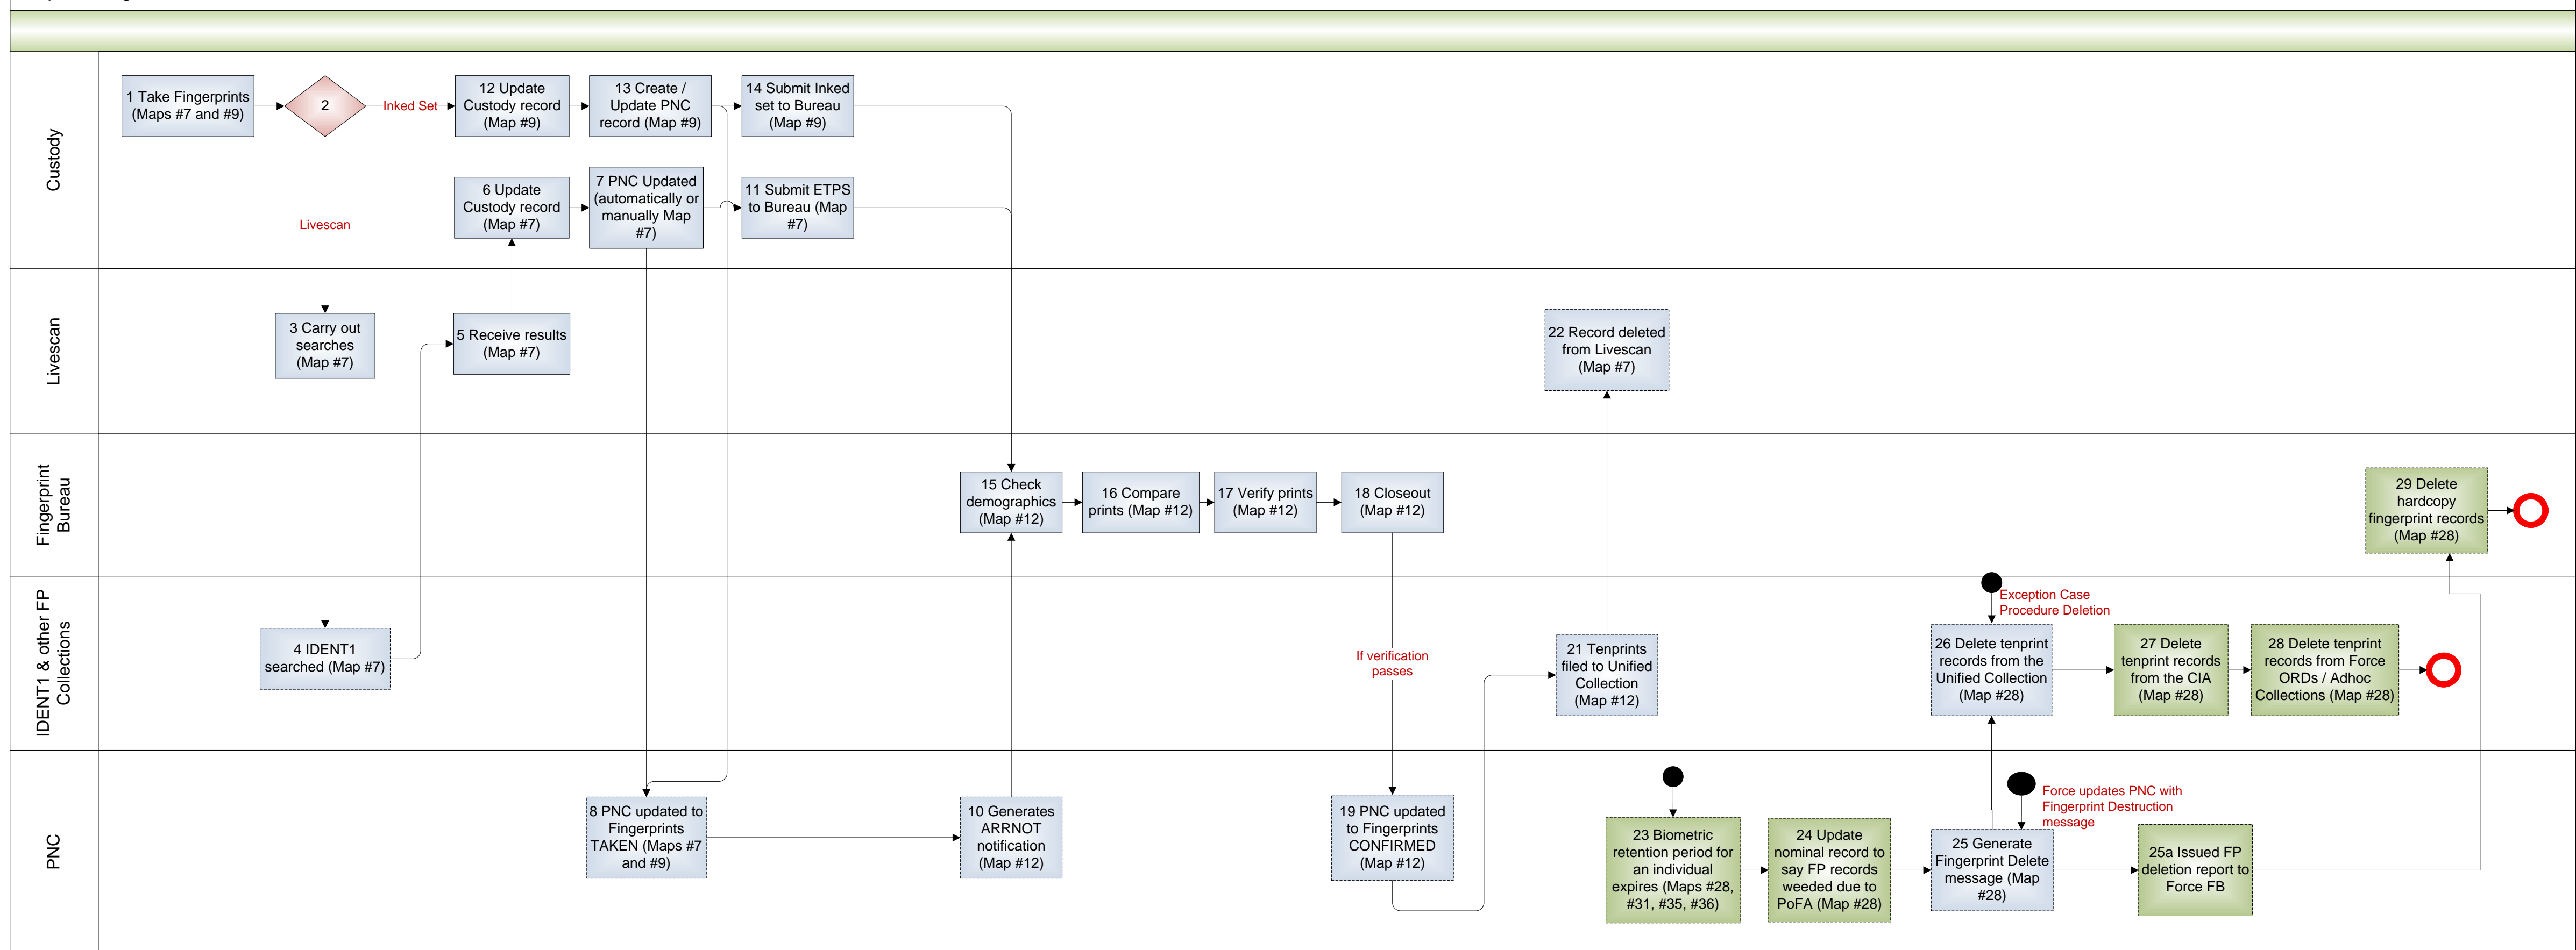 Custody
1 Take Fingerprints
(Maps #7 and #9)
2
Inked Set
12 Update
Custody record
(Map #9)
13 Create /
Update PNC
record (Map #9)
14 Submit Inked
set to Bureau
(Map #9)
Livescan
6 Update
Custody record
(Map #7)
7 PNC Updated
(automatically or
manually Map
#7)
11 Submit ETPS
to Bureau (Map
#7)
Livescan
3 Carry out
searches
(Map #7)
5 Receive results
(Map #7)
22 Record deleted
from Livescan
(Map #7)
Fingerprint
Bureau
15 Check
demographics
(Map #12)
16 Compare
prints (Map #12)
17 Verify prints
(Map #12)
18 Closeout
(Map #12)
29 Delete
hardcopy
fingerprint records
(Map #28)
IDENT1 & other FP
Collections
4 IDENT1
searched (Map #7)
If verification
passes
21 Tenprints
filed to Unified
Collection
(Map #12)
Exception Case
Procedure Deletion
26 Delete tenprint
records from the
Unified Collection
(Map #28)
27 Delete
tenprint records
from the CIA
(Map #28)
28 Delete tenprint
records from Force
ORDs / Adhoc
Collections (Map #28)
PNC
8 PNC updated to
Fingerprints
TAKEN (Maps #7
and #9)
10 Generates
ARRNOT
notification
(Map #12)
19 PNC updated
to Fingerprints
CONFIRMED
(Map #12)
23 Biometric
retention period for
an individual
expires (Maps #28,
#31, #35, #36)
24 Update
nominal record to
say FP records
weeded due to
PoFA (Map #28)
Force updates PNC with
Fingerprint Destruction
message
25 Generate
Fingerprint Delete
message (Map
#28)
25a Issued FP
deletion report to
Force FB